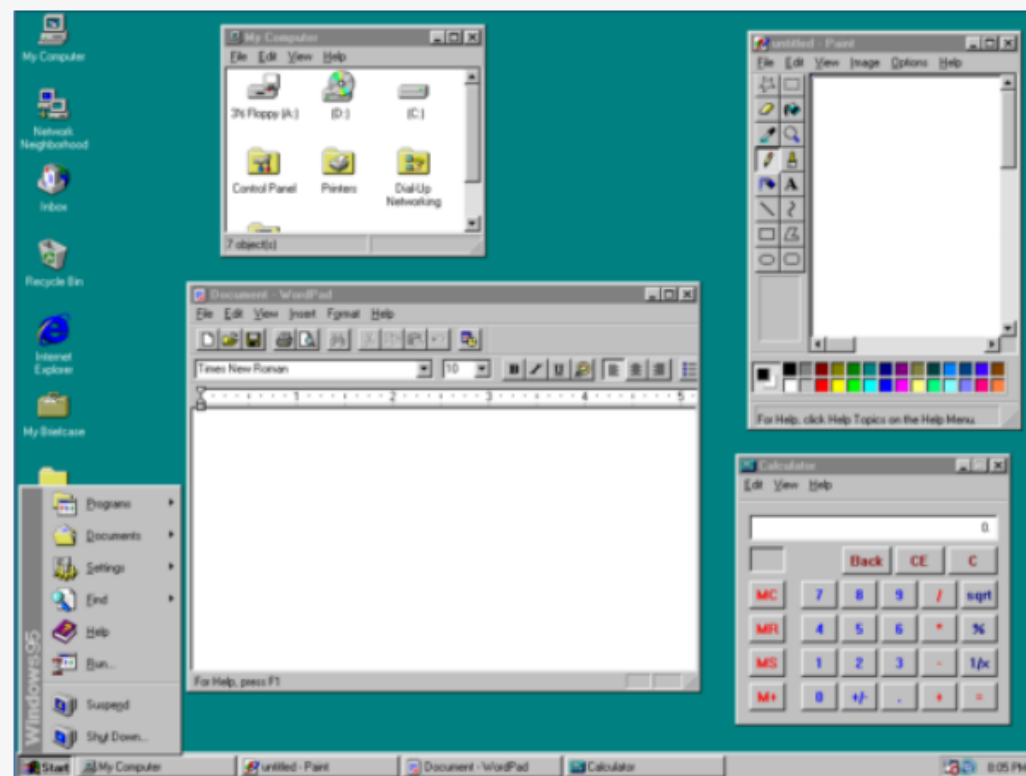 My Computer
Network
Neighborhood
Inbox
Recycle Bin
Internet
Explorer
My Briefcase
My Computer
File Edit View Help
3½ Floppy (A:) (D:) (C:)
Control Panel Printers Dial-Up
Networking
7 object(s)
untitled - Paint
File Edit View Image Options Help
A
For Help, click Help Topics on the Help Menu.
Document - WordPad
File Edit View Insert Format Help
Times New Roman 10 B I U
1 2 3 4 5
For Help, press F1
Calculator
Edit View Help
0.
Back CE C
MC 7 8 9 / sqrt
MR 4 5 6 * %
MS 1 2 3 - 1/x
M+ 0 +/- . + =
Windows95
Programs
Documents
Settings
Find
Help
Run...
Suspend
Shut Down...
Start My Computer untitled - Paint Document - WordPad Calculator 8:05 PM